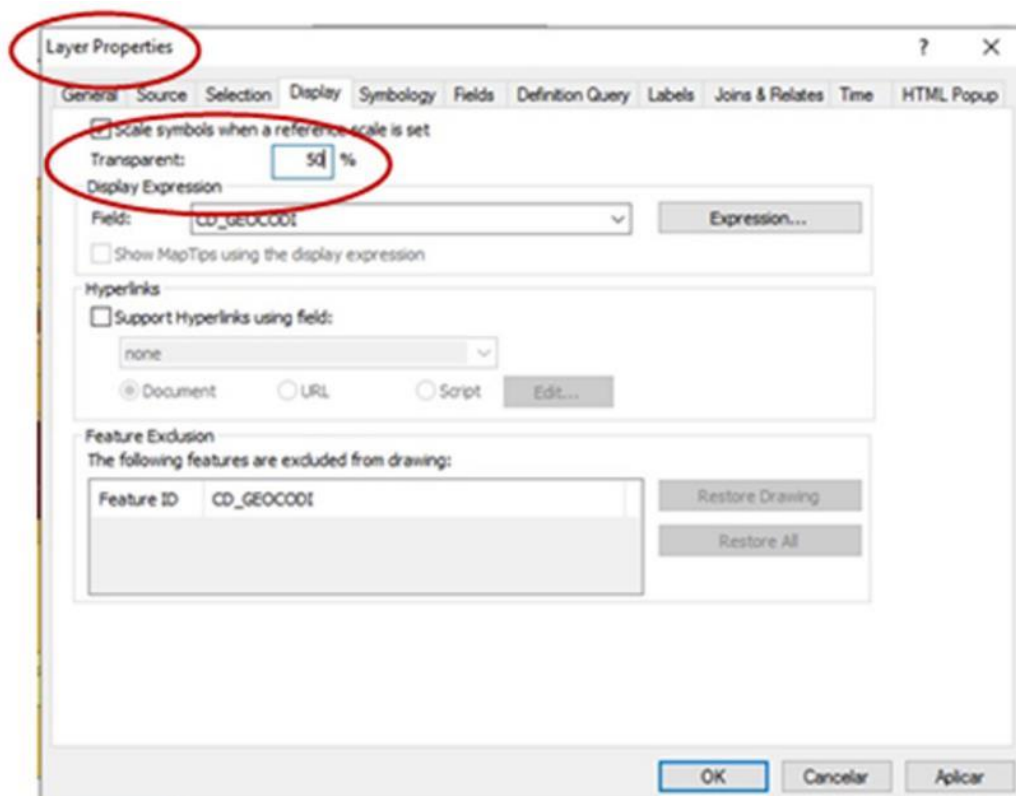 Layer Properties ? ×
General Source Selection Display Symbology Fields Definition Query Labels Joins & Relates Time HTML Popup
Scale symbols when a reference scale is set
Transparent: 50 %
Display Expression
Field: CD_GEOCODI Expression...
Show MapTips using the display expression
Hyperlinks
Support Hyperlinks using field:
none
Document URL Script Edit...
Feature Exclusion
The following features are excluded from drawing:
Feature ID CD_GEOCODI Restore Drawing
Restore All
OK Cancelar Aplicar